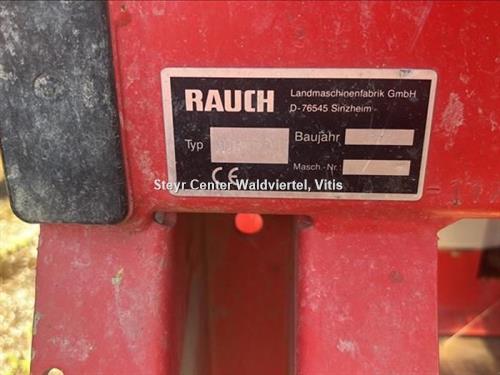 RAUCH
Landmaschinenfabrik GmbH
D-76545 Sinzheim
Typ
Baujahr
Masch.-Nr.:
CE
Steyr Center Waldviertel, Vitis